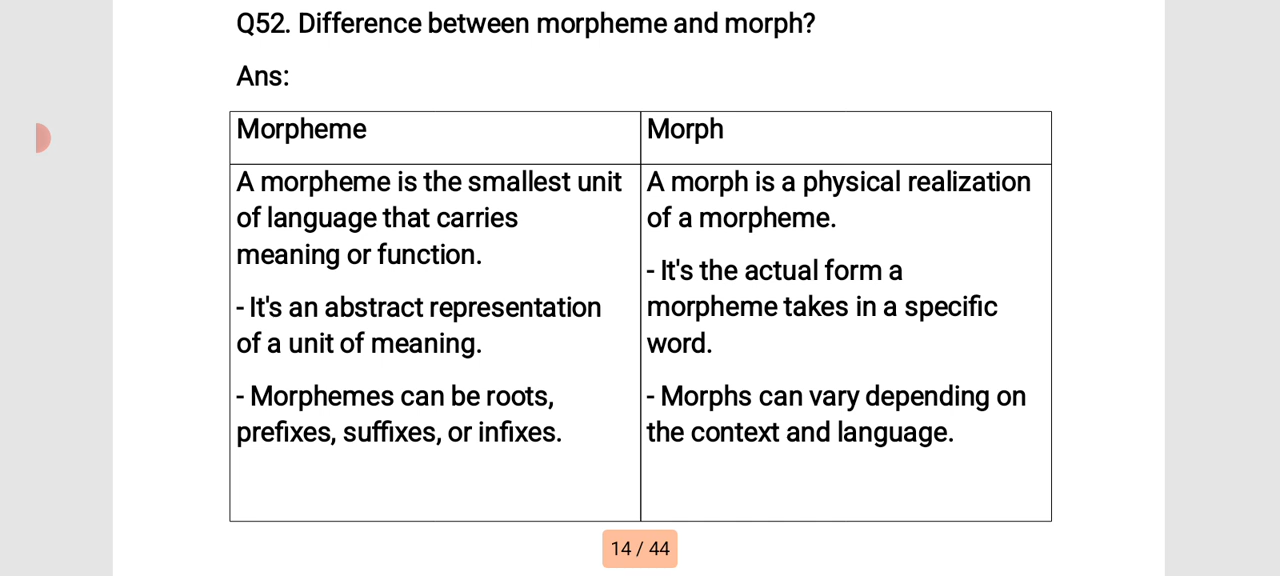 Q52. Difference between morpheme and morph?
Ans:
Morpheme
Morph
A morpheme is the smallest unit
of language that carries
meaning or function.
- It's an abstract representation
of a unit of meaning.
- Morphemes can be roots,
prefixes, suffixes, or infixes.
A morph is a physical realization
of a morpheme.
- It's the actual form a
morpheme takes in a specific
word.
- Morphs can vary depending on
the context and language.
14 / 44